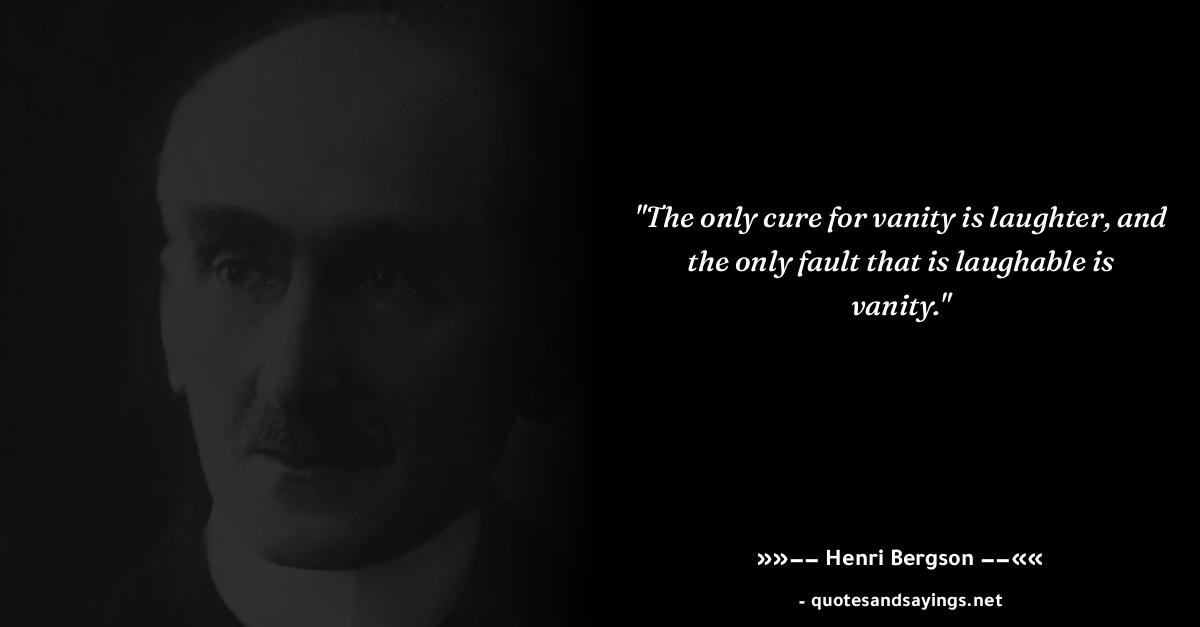 "The only cure for vanity is laughter, and
the only fault that is laughable is
vanity."
»»−− Henri Bergson −−««
- quotesandsayings.net